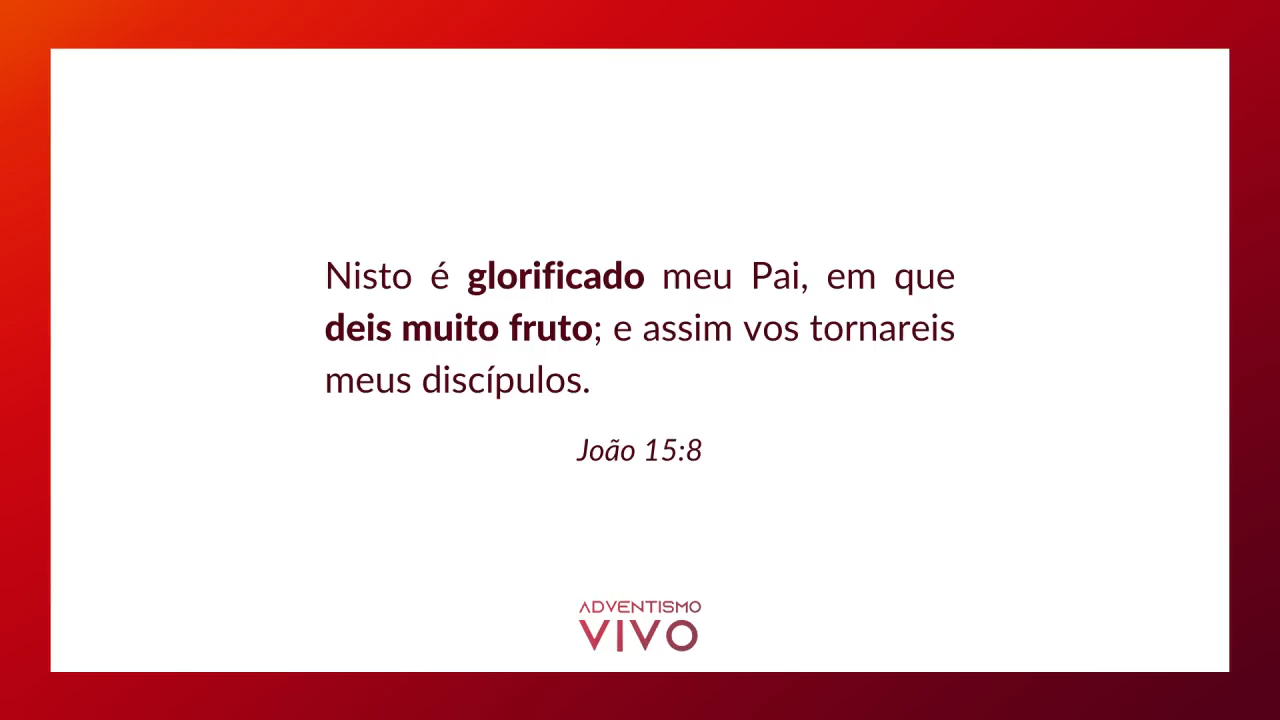 Nisto é glorificado meu Pai, em que
deis muito fruto; e assim vos tornareis
meus discípulos.
João 15:8
ADVENTISMO
VIVO